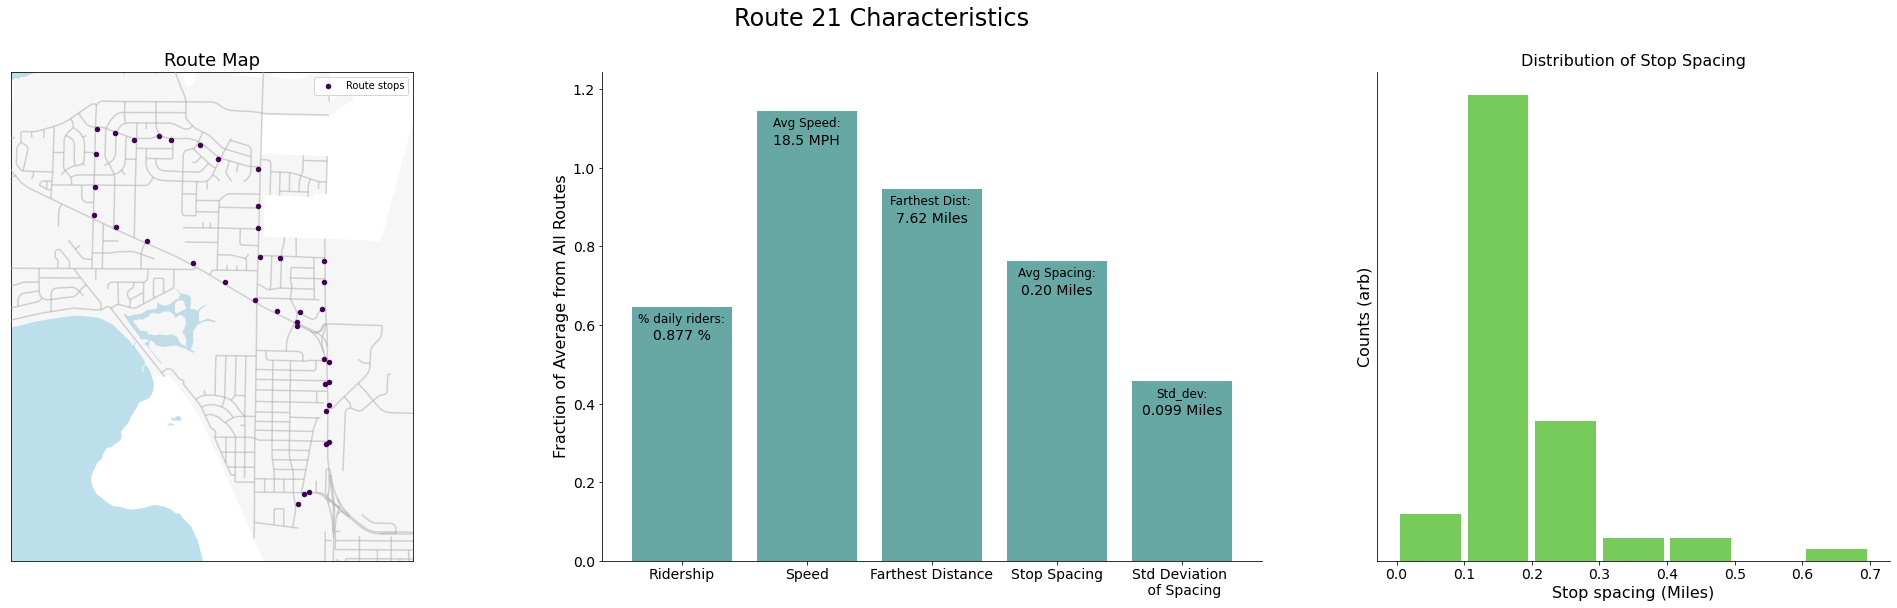 Route 21 Characteristics
Route Map
Route stops
Fraction of Average from All Routes
1.2
1.0
0.8
0.6
0.4
0.2
0.0
% daily riders:
0.877 %
Avg Speed:
18.5 MPH
Farthest Dist:
7.62 Miles
Avg Spacing:
0.20 Miles
Std_dev:
0.099 Miles
Ridership
Speed
Farthest Distance
Stop Spacing
Std Deviation
of Spacing
Distribution of Stop Spacing
Counts (arb)
0.0 0.1 0.2 0.3 0.4 0.5 0.6 0.7
Stop spacing (Miles)